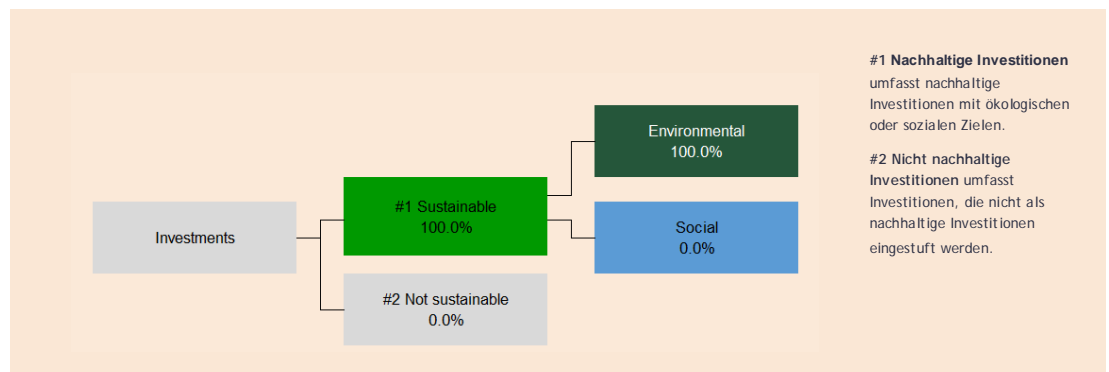 Investments
#1 Sustainable
100.0%
#2 Not sustainable
0.0%
Environmental
100.0%
Social
0.0%
#1 Nachhaltige Investitionen
umfasst nachhaltige
Investitionen mit ökologischen
oder sozialen Zielen.
#2 Nicht nachhaltige
Investitionen umfasst
Investitionen, die nicht als
nachhaltige Investitionen
eingestuft werden.